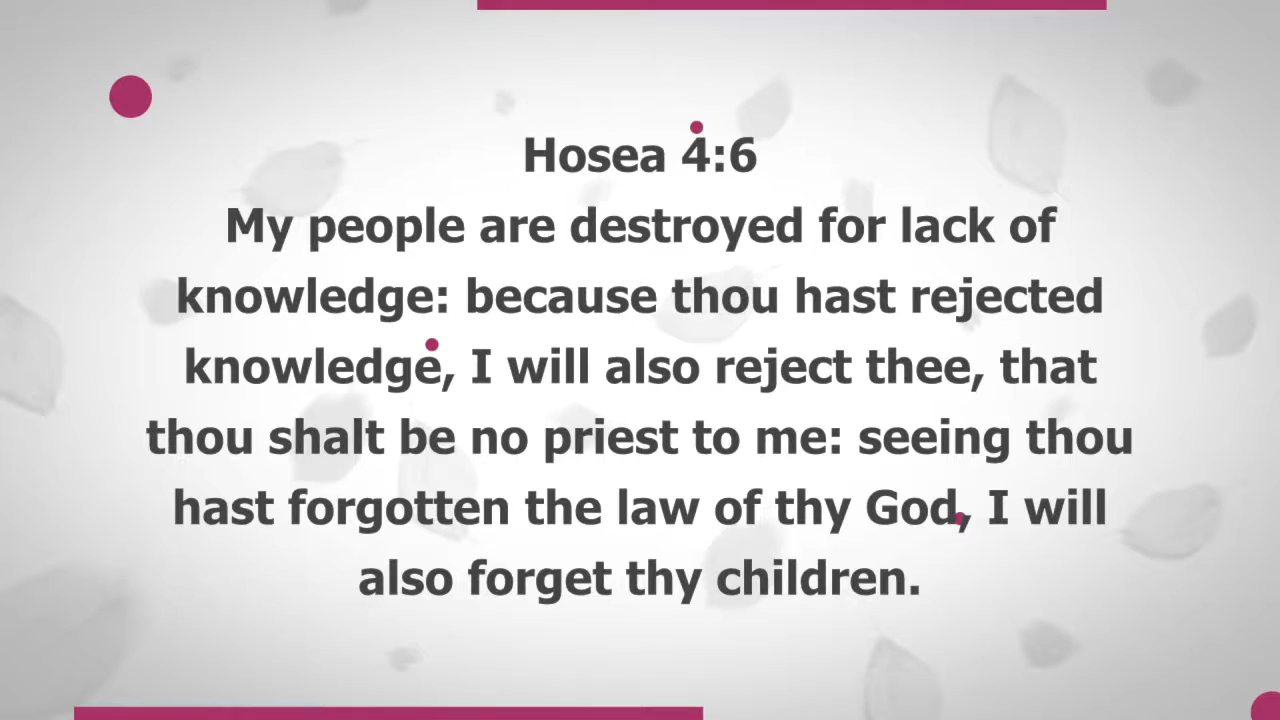 Hosea 4:6
My people are destroyed for lack of
knowledge: because thou hast rejected
knowledge, I will also reject thee, that
thou shalt be no priest to me: seeing thou
hast forgotten the law of thy God, I will
also forget thy children.